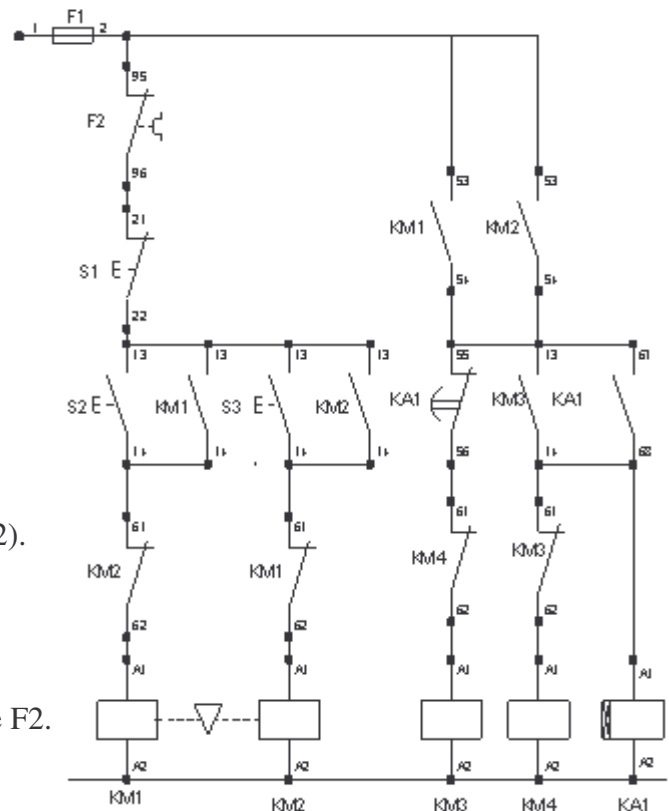 F1
1 2
95
F2
96
21
S1 E
22
53 53
KM1 KM2
54 54
13 13 13 13 55 13 67
S2 E KM1 S3 E KM2 KA1 KM3 KA1
14 14 14 14 56 14 68
61 61 61 61
2).
KM2 KM1 KM4 KM3
62 62 62 62
A1 A1 A1 A1 A1
e F2.
A2 A2 A2 A2 A2
KM1 KM2 KM3 KM4 KA1